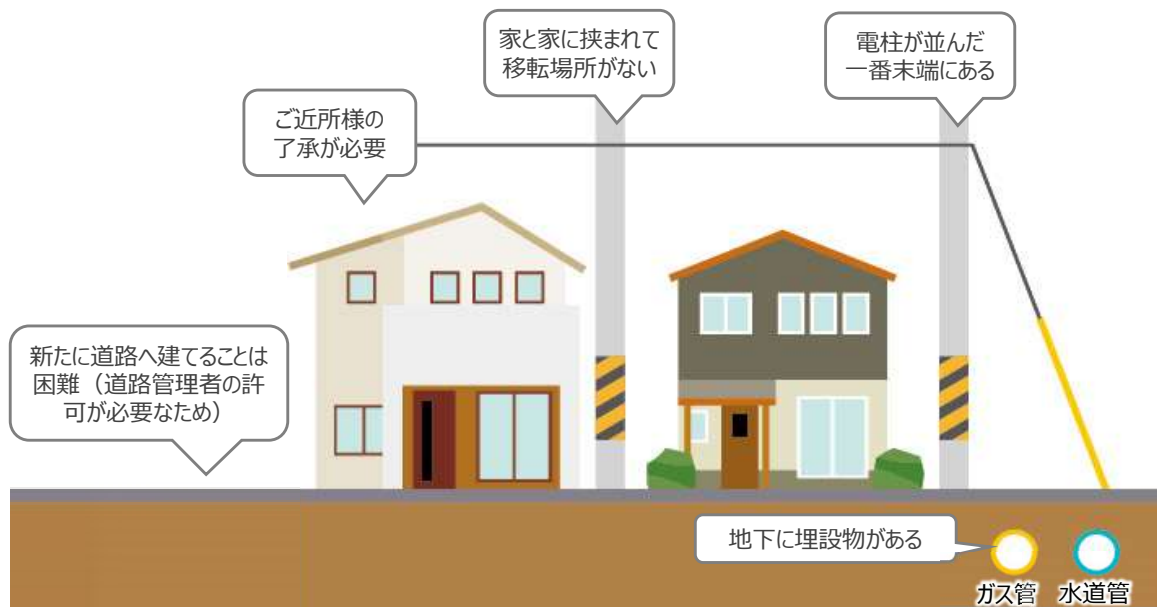 家と家に挟まれて
移転場所がない
電柱が並んだ
一番末端にある
ご近所様の
了承が必要
新たに道路へ建てることは
困難（道路管理者の許
可が必要なため）
地下に埋設物がある
ガス管
水道管